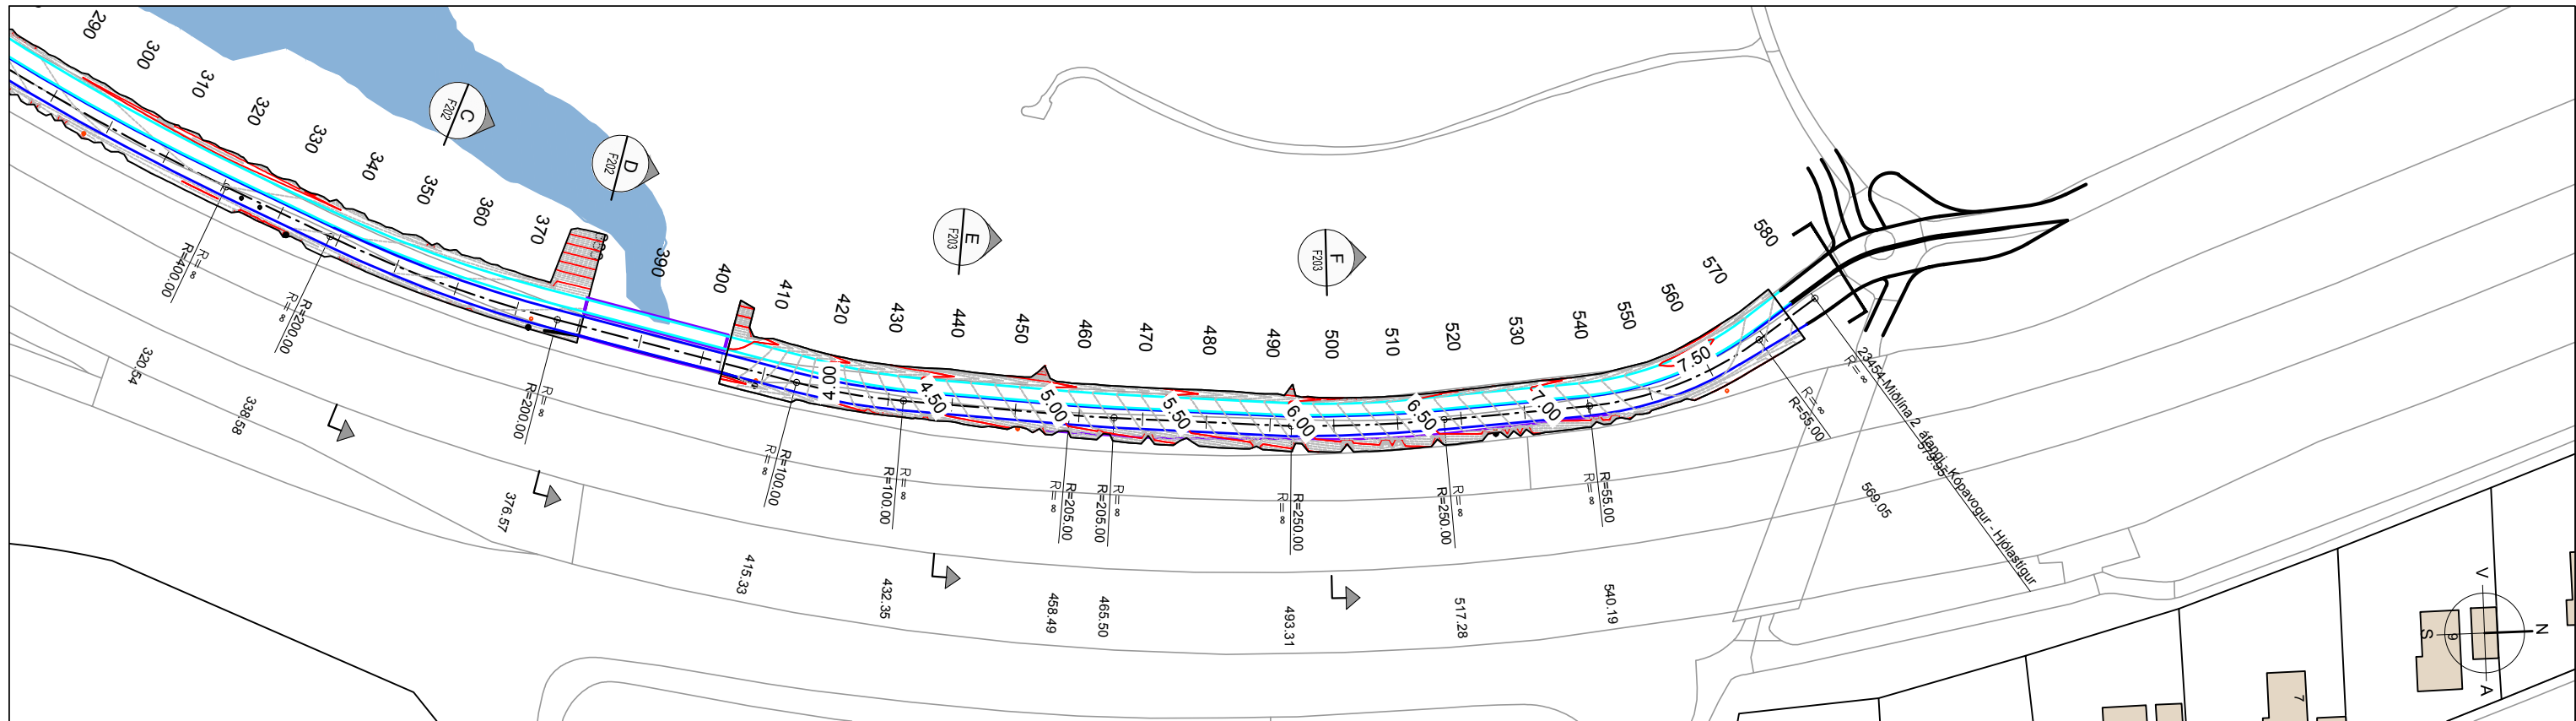 290
300
310
320
330
340
350
360
370
390
400
410
420
430
440
450
460
470
480
490
500
510
520
530
540
550
560
570
580
C
F202
D
F202
E
F203
F
F203
4.00
4.50
5.00
5.50
6.00
6.50
7.00
7.50
R=∞
R=400.00
R=200.00
R=∞
R=∞
R=200.00
R=100.00
R=∞
R=∞
R=100.00
R=205.00
R=∞
R=∞
R=205.00
R=250.00
R=∞
R=∞
R=250.00
R=55.00
R=∞
R=∞
R=55.00
R=∞
23454-Miðlína 2. áfangi - Kópavogur - Hjólastígur
579.95
320.54
338.58
376.57
415.33
432.35
458.49
465.50
493.31
517.28
540.19
569.05
V
N
S
A
9
7